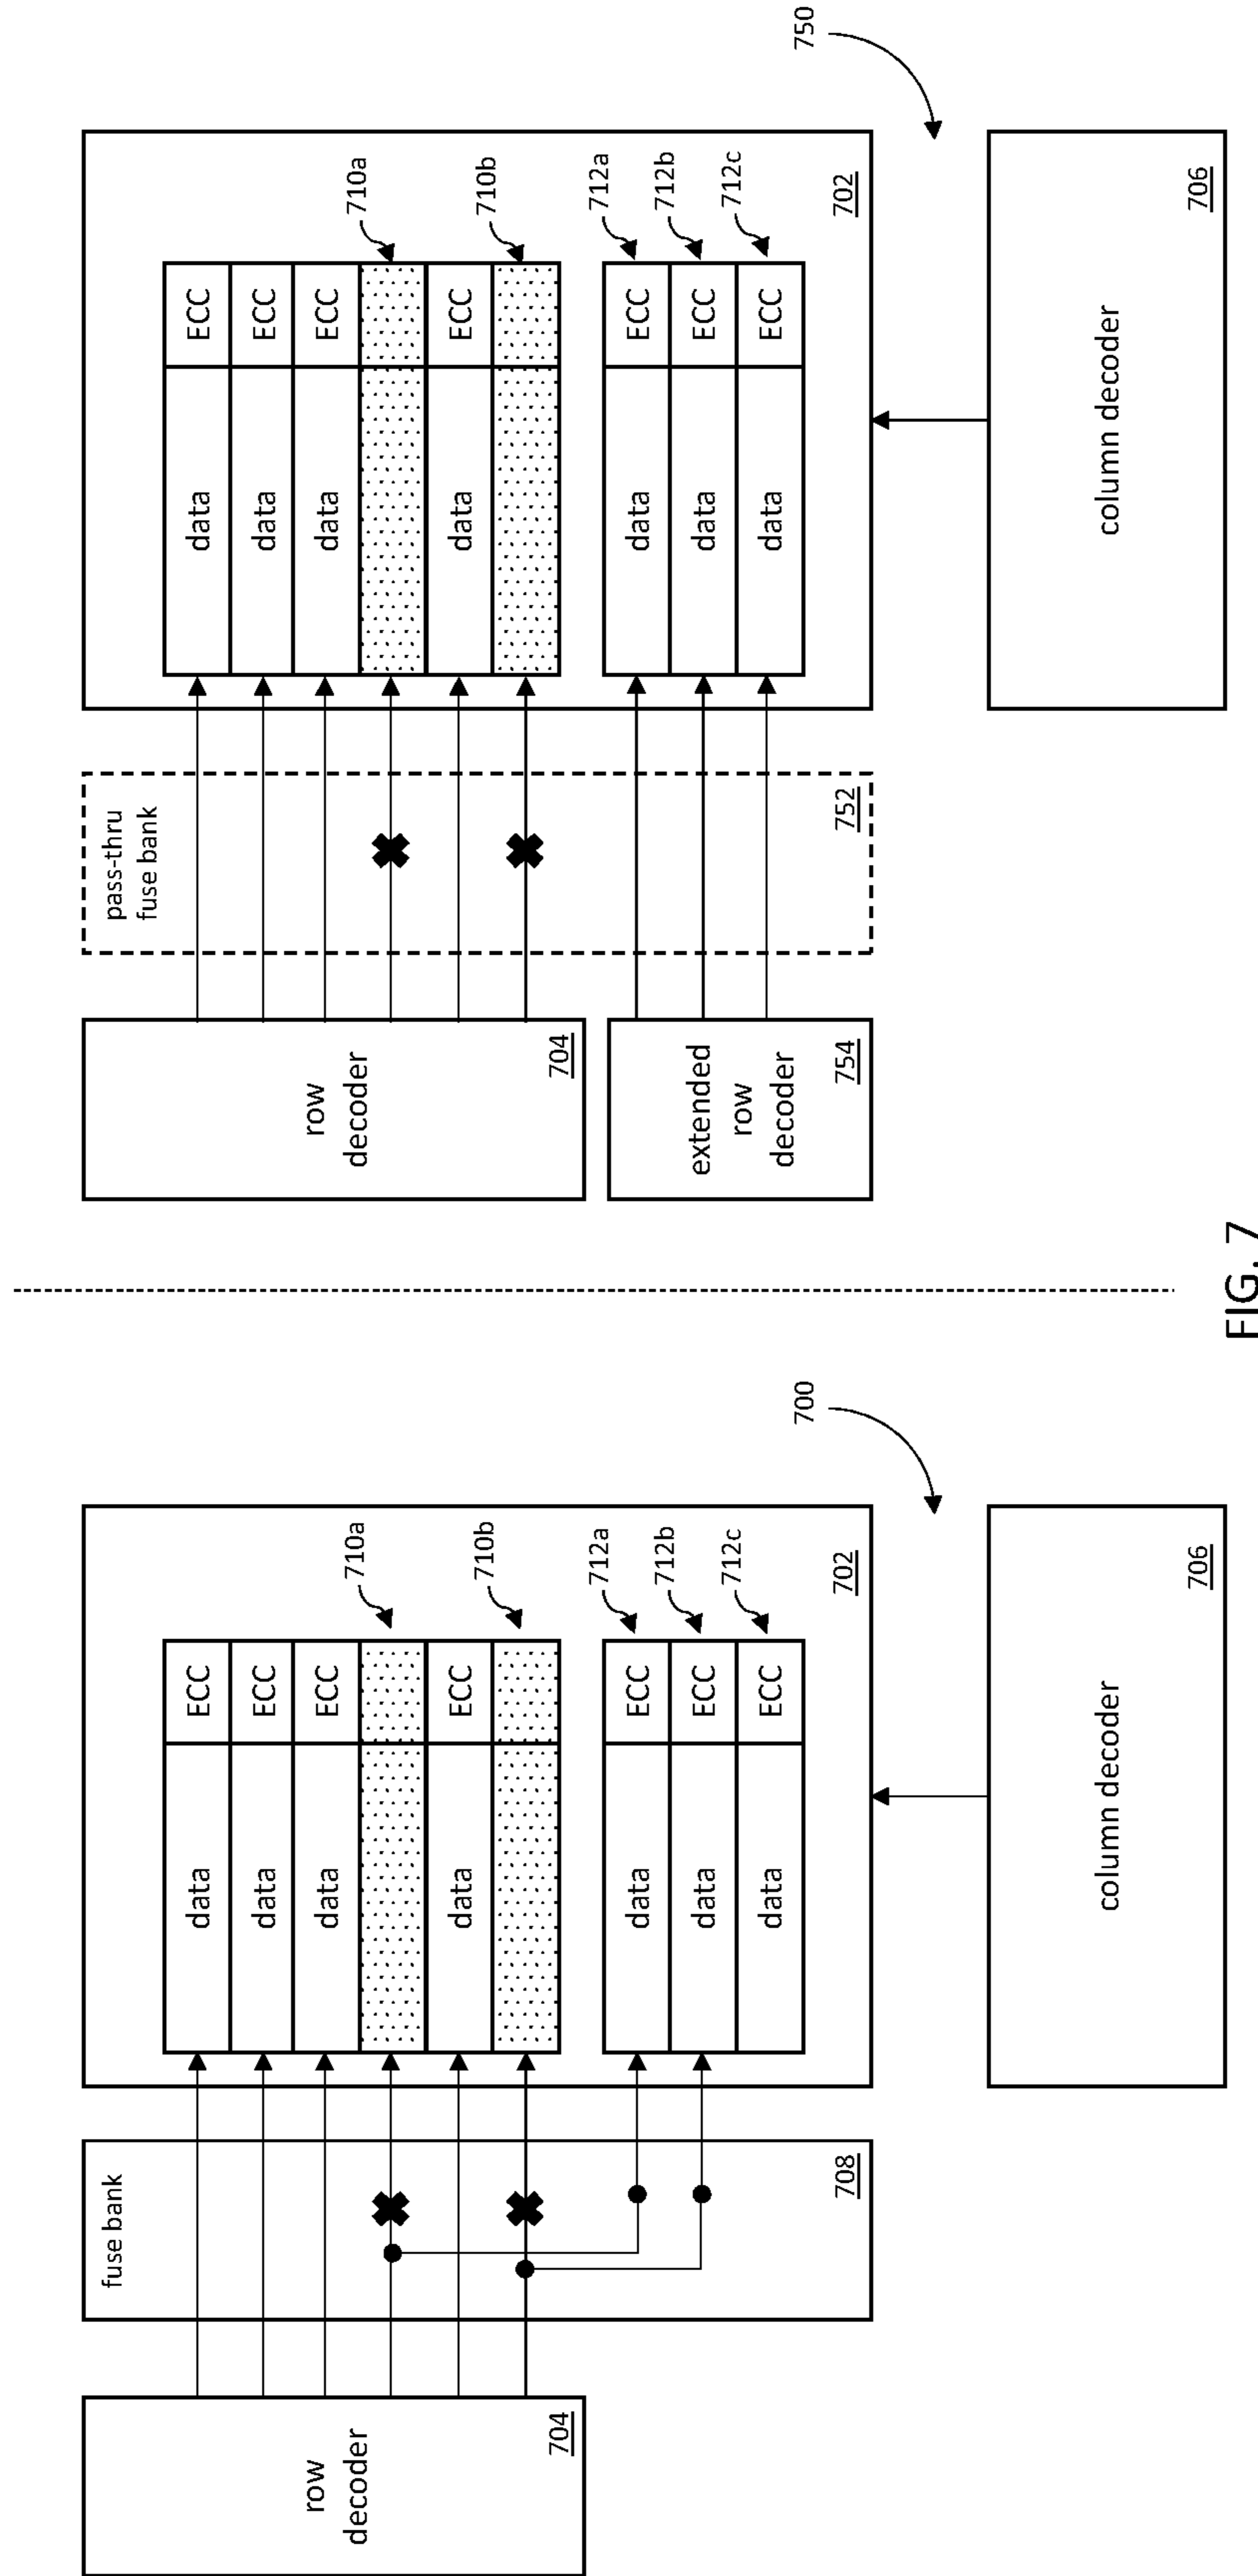 row
decoder
704
fuse bank
708
data ECC
data ECC
data ECC
710a
data ECC
710b
data ECC
712a
data ECC
712b
data ECC
712c
702
700
column decoder
706
row
decoder
704
extended
row
decoder
754
pass-thru
fuse bank
752
data ECC
data ECC
data ECC
710a
data ECC
710b
data ECC
712a
data ECC
712b
data ECC
712c
702
750
column decoder
706
FIG. 7